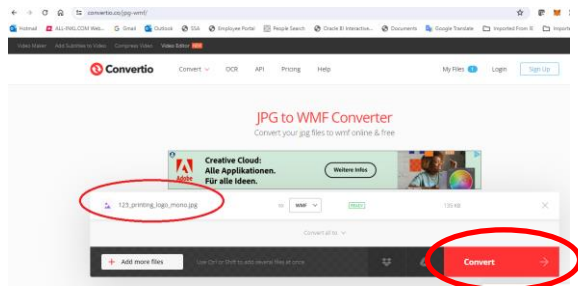 convertio.co/jpg-wmf/
Hotmail ALL-INKL.COM Web... Gmail Outlook SSA Employee Portal People Search Oracle BI Interactive... Documents Google Translate Imported From IE
Video Maker Add Subtitles to Video Compress Video Video Editor
Convertio Convert OCR API Pricing Help My Files Login Sign Up
JPG to WMF Converter
Convert your jpg files to wmf online & free
Adobe
Creative Cloud:
Alle Applikationen.
Für alle Ideen.
Weitere Infos
123_printing_logo_mono.jpg to WMF READY 135 KB
Convert all to
+ Add more files Use Ctrl or Shift to add several files at once Convert